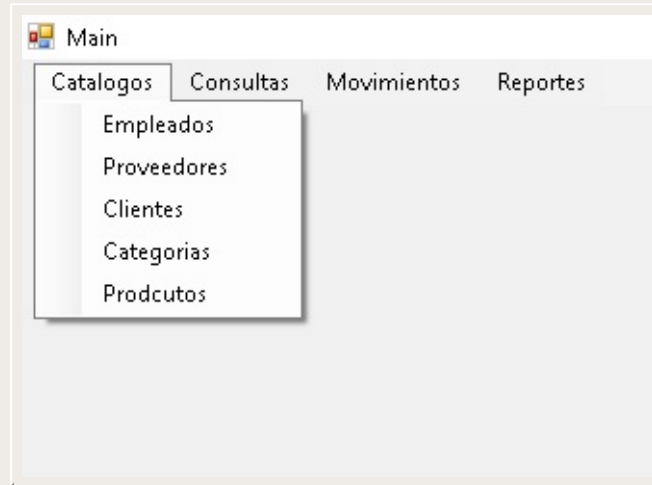 Main
Catalogos Consultas Movimientos Reportes
Empleados
Proveedores
Clientes
Categorias
Prodcutos